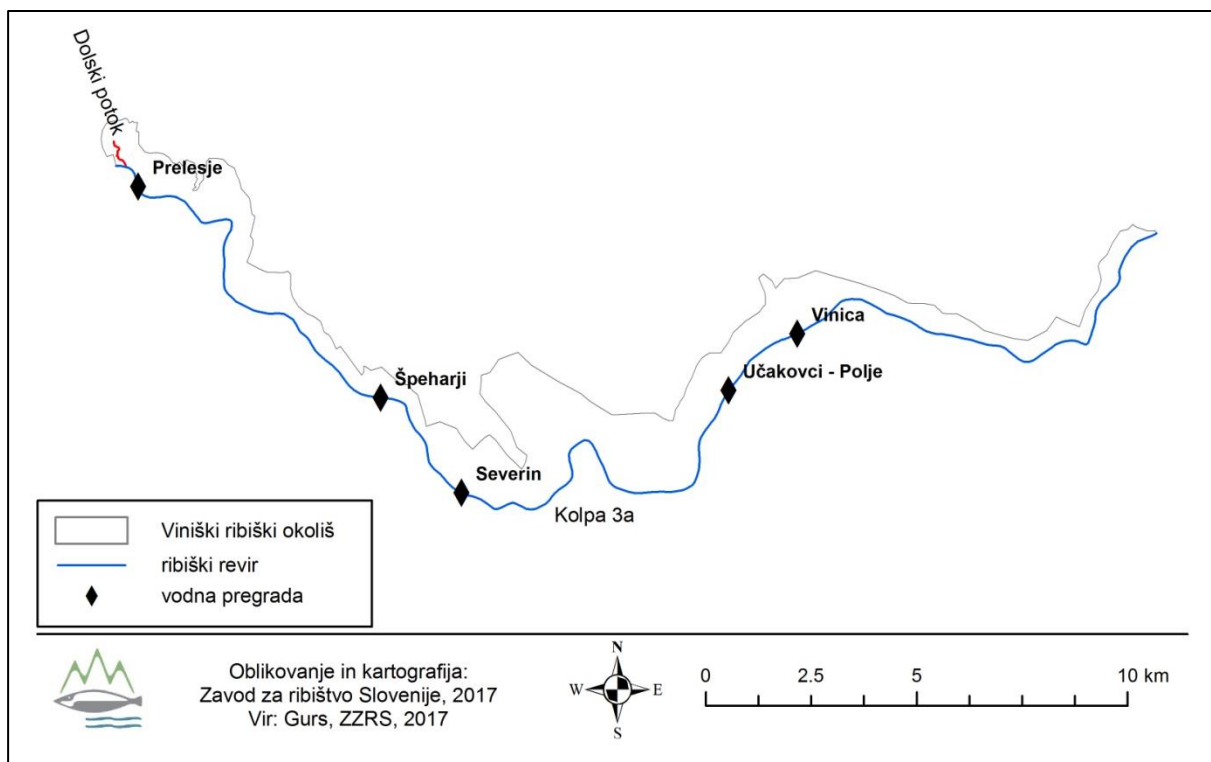 Dolski potok
Prelesje
Vinica
Učakovci - Polje
Špeharji
Severin
Kolpa 3a
Viniški ribiški okoliš
ribiški revir
vodna pregrada
Oblikovanje in kartografija:
Zavod za ribištvo Slovenije, 2017
Vir: Gurs, ZZRS, 2017
N
W E
S
0 2.5 5 10 km